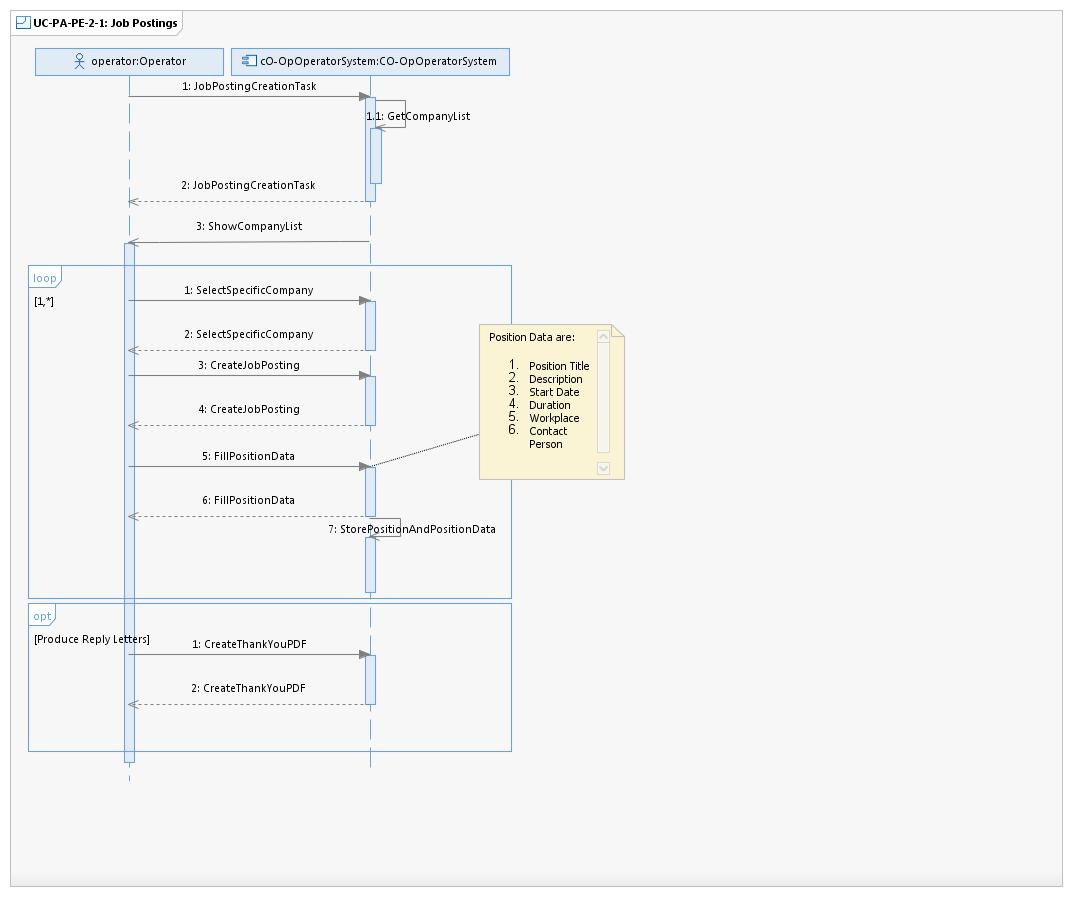 UC-PA-PE-2-1: Job Postings
operator:Operator
cO-OpOperatorSystem:CO-OpOperatorSystem
1: JobPostingCreationTask
1.1: GetCompanyList
2: JobPostingCreationTask
3: ShowCompanyList
loop
[1,*]
1: SelectSpecificCompany
2: SelectSpecificCompany
3: CreateJobPosting
4: CreateJobPosting
5: FillPositionData
6: FillPositionData
7: StorePositionAndPositionData
Position Data are:
1. Position Title
2. Description
3. Start Date
4. Duration
5. Workplace
6. Contact
Person
opt
[Produce Reply Letters]
1: CreateThankYouPDF
2: CreateThankYouPDF